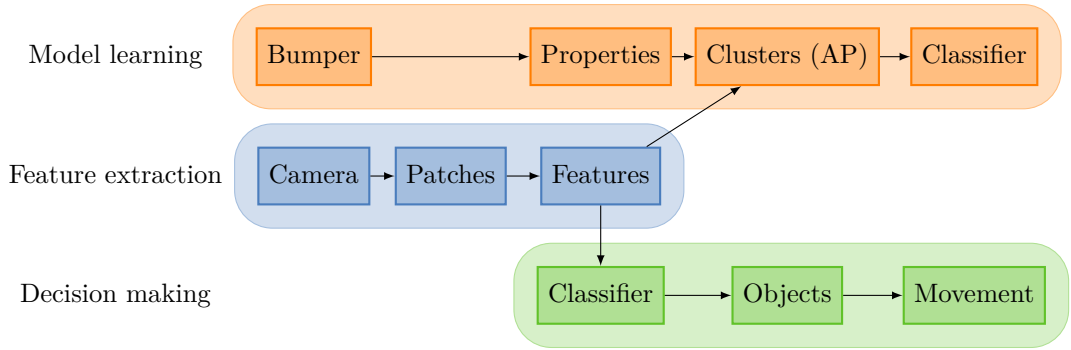 Model learning
Bumper
Properties
Clusters (AP)
Classifier
Feature extraction
Camera
Patches
Features
Decision making
Classifier
Objects
Movement